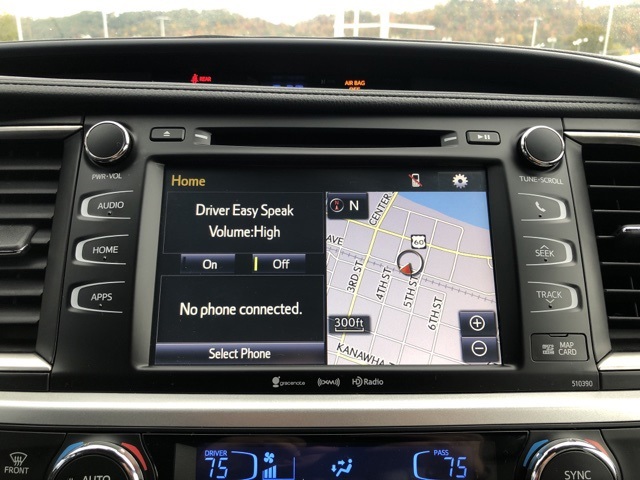 REAR
AIR BAG
OFF
PWR-VOL
TUNE-SCROLL
AUDIO
HOME
APPS
SEEK
TRACK
MAP
CARD
510390
Home
Driver Easy Speak
Volume:High
On Off
No phone connected.
Select Phone
N
CENTER
60
AVE
3RD ST
4TH ST
5TH ST
6TH ST
300ft
KANAWHA
gracenote (XM) HD Radio
FRONT
AUTO
DRIVER
75
PASS
75
SYNC